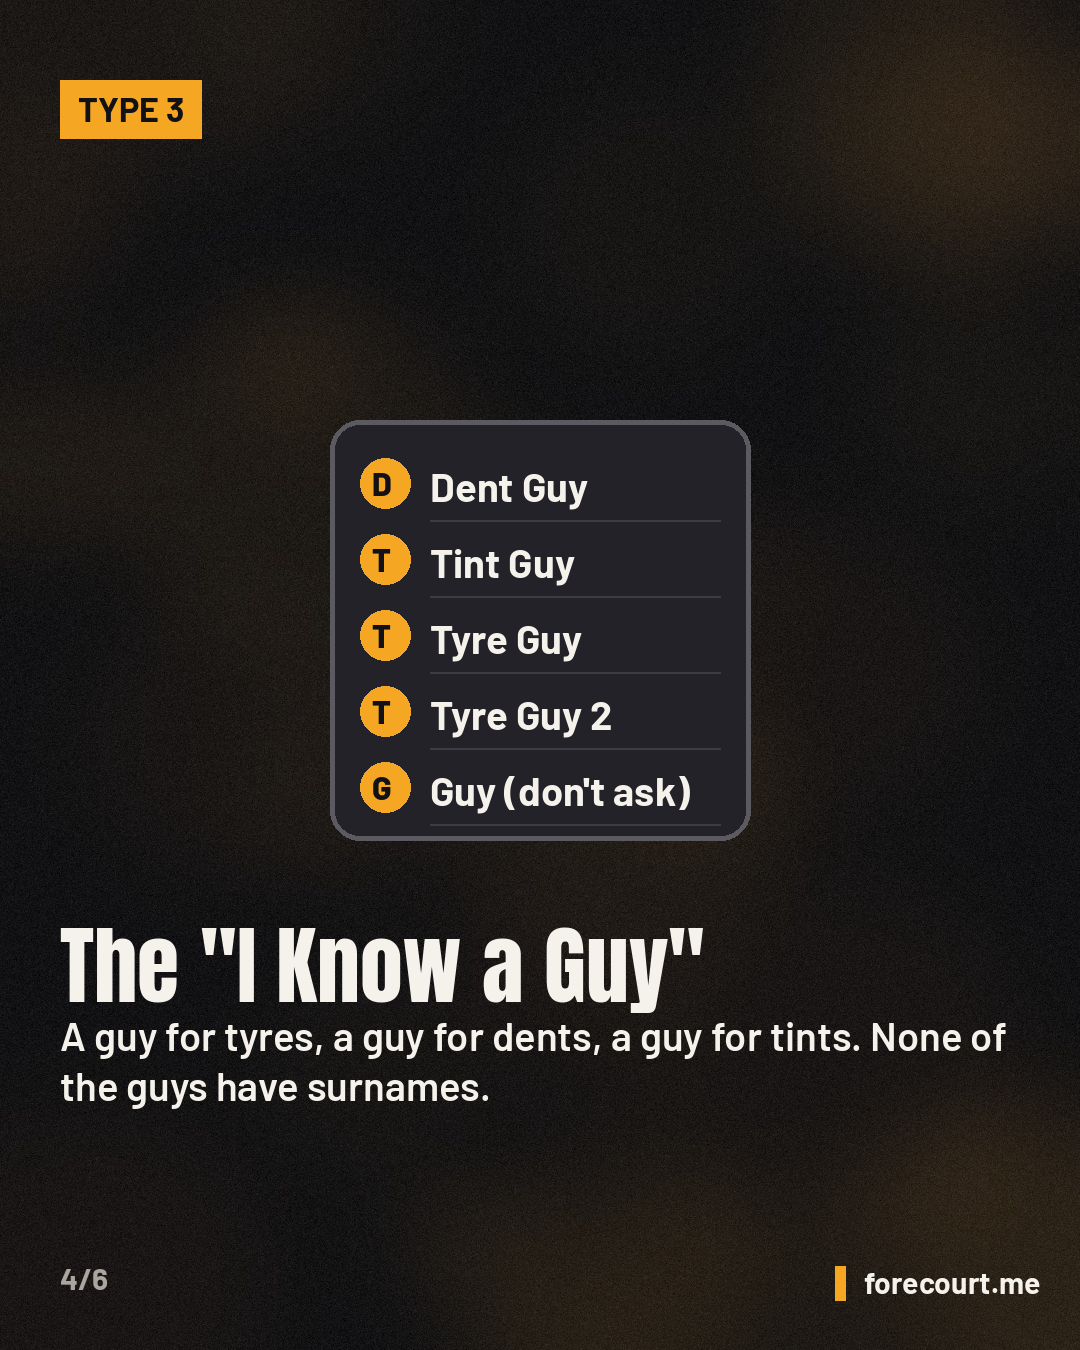 TYPE 3
D Dent Guy
T Tint Guy
T Tyre Guy
T Tyre Guy 2
G Guy (don't ask)
The "I Know a Guy"
A guy for tyres, a guy for dents, a guy for tints. None of
the guys have surnames.
4/6
forecourt.me